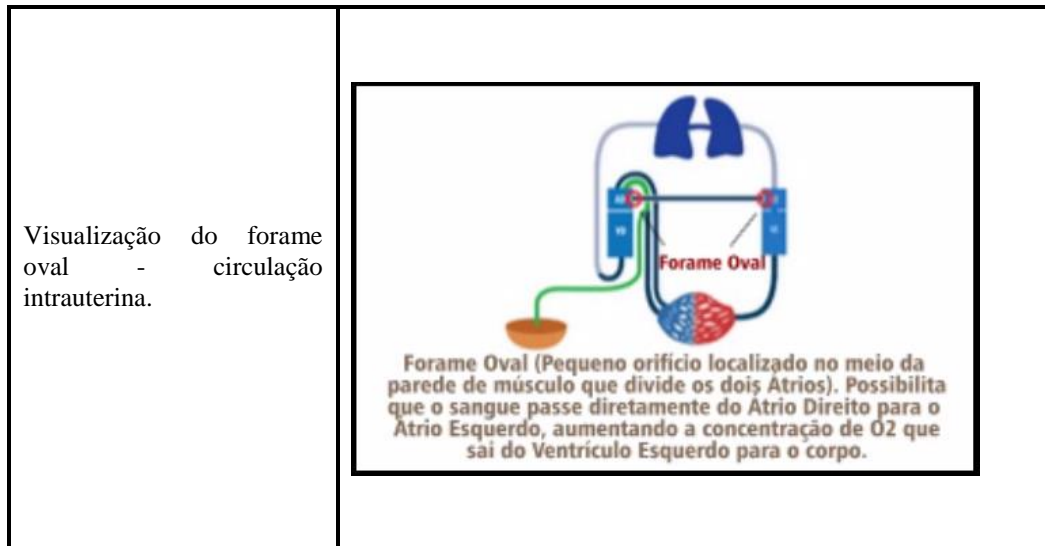 Visualização do forame
oval - circulação
intrauterina.
VD
Forame Oval
Forame Oval (Pequeno orifício localizado no meio da
parede de músculo que divide os dois Átrios). Possibilita
que o sangue passe diretamente do Átrio Direito para o
Átrio Esquerdo, aumentando a concentração de O2 que
sai do Ventrículo Esquerdo para o corpo.